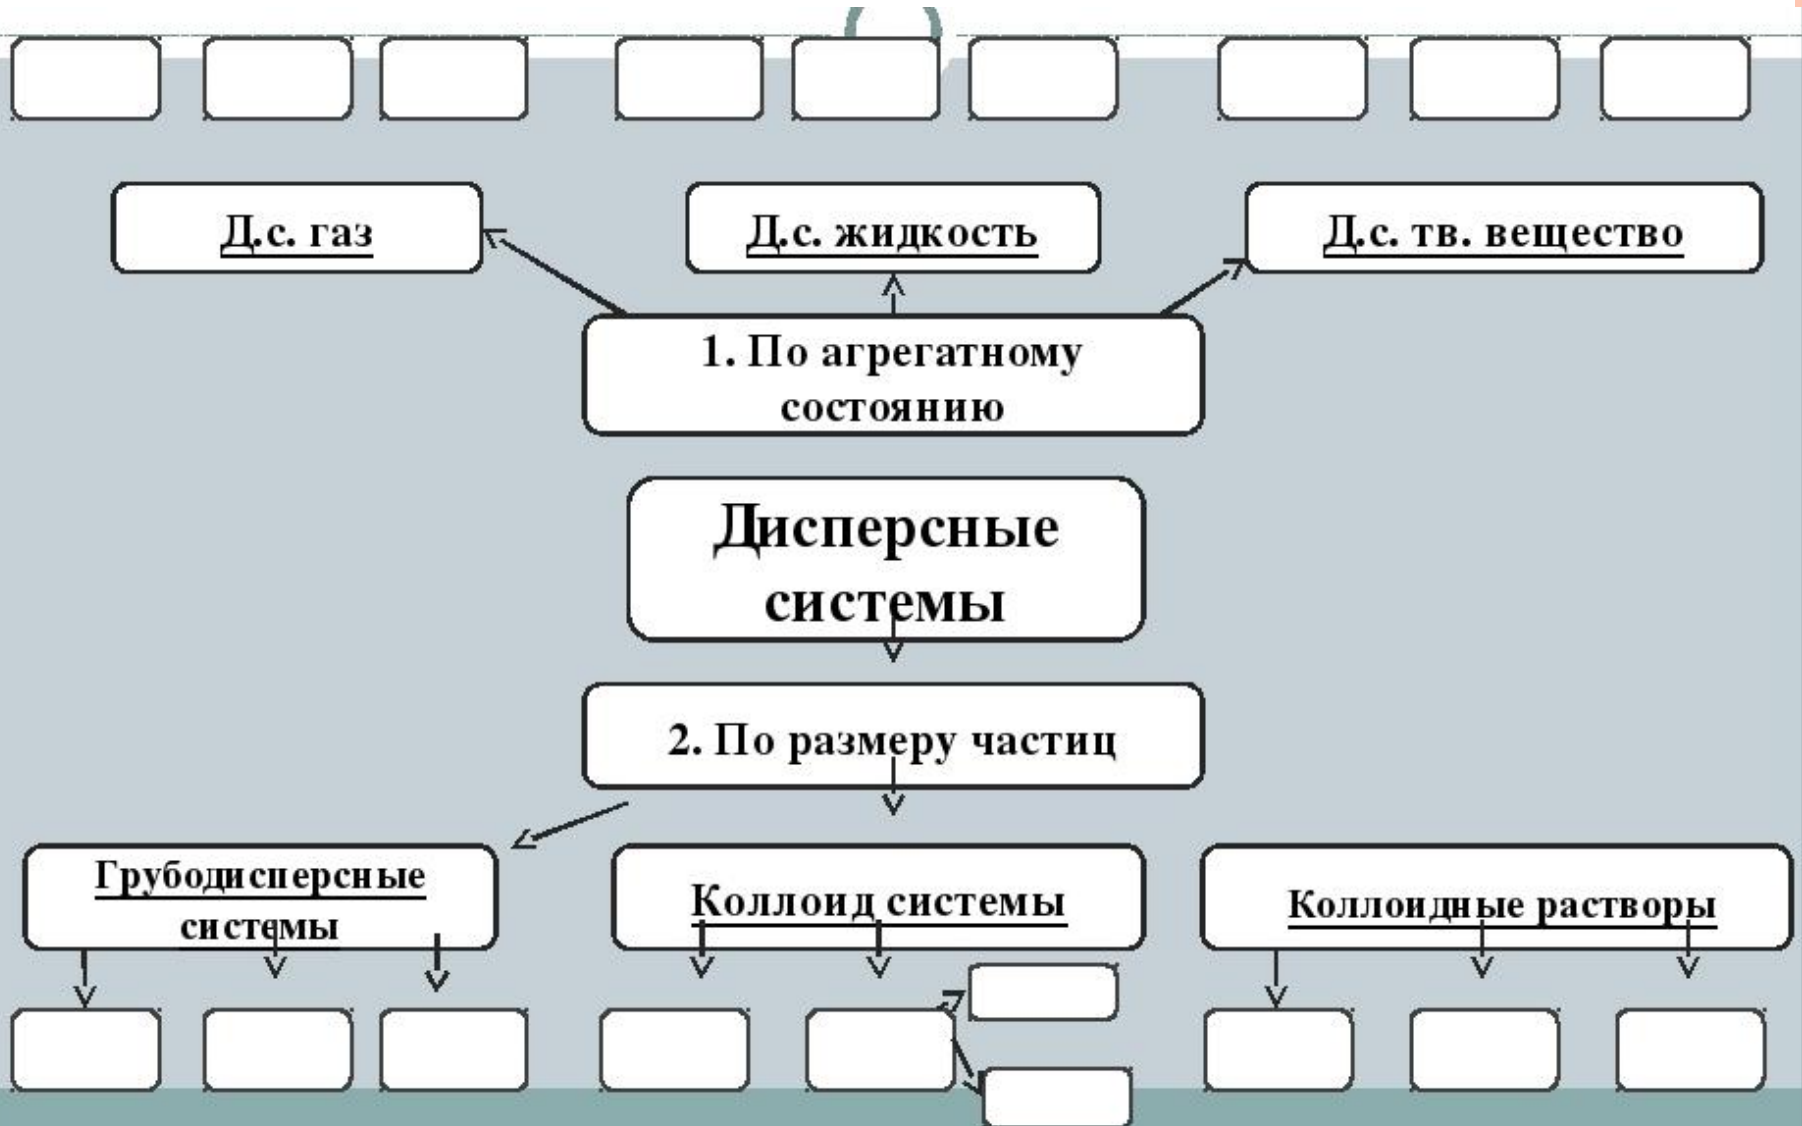 Д.с. газ
Д.с. жидкость
Д.с. тв. вещество
1. По агрегатному
состоянию
Дисперсные
системы
2. По размеру частиц
Грубодисперсные
системы
Коллоид системы
Коллоидные растворы